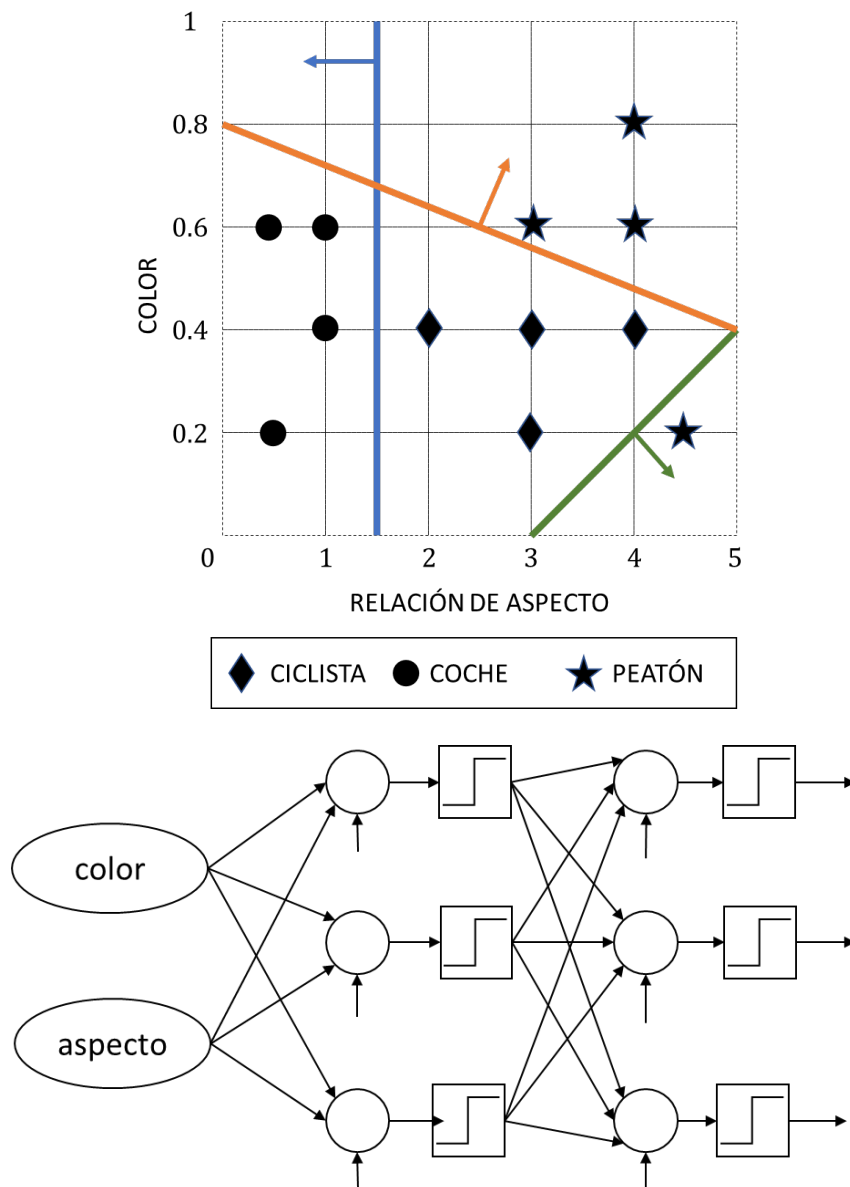 1
0.8
0.6
0.4
0.2
COLOR
0 1 2 3 4 5
RELACIÓN DE ASPECTO
CICLISTA COCHE PEATÓN
color
aspecto